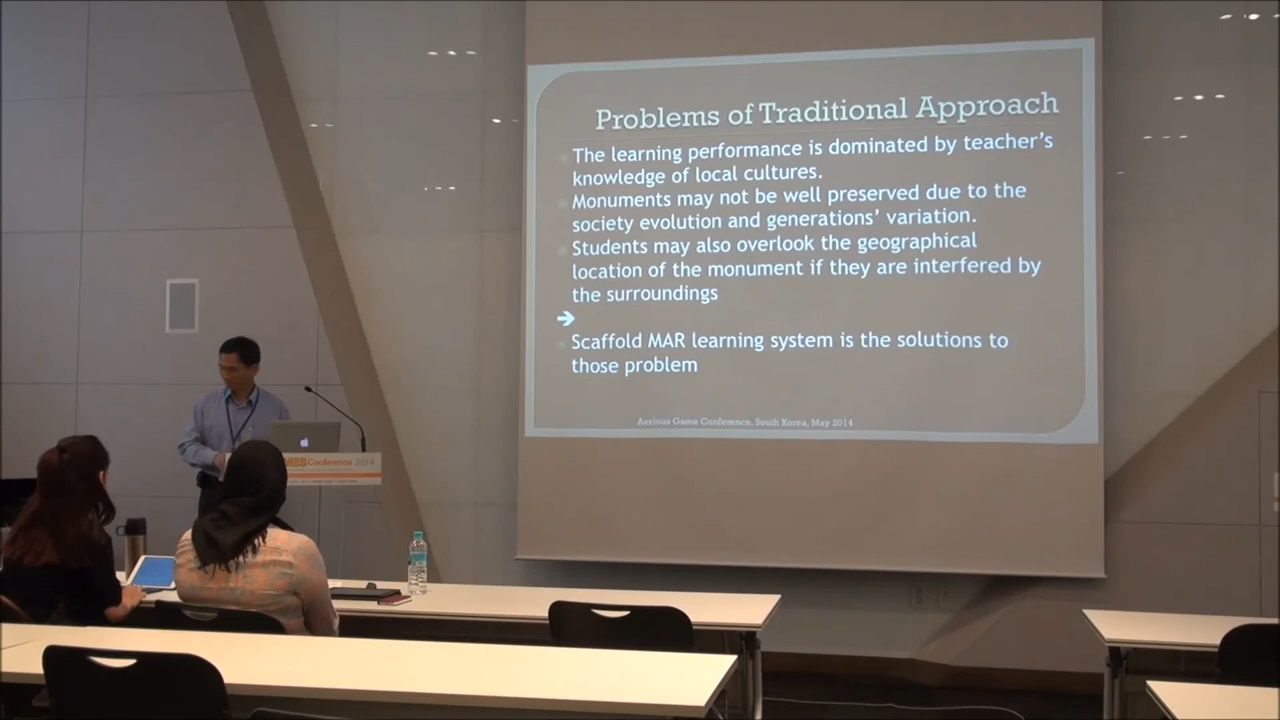 Problems of Traditional Approach
The learning performance is dominated by teacher's
knowledge of local cultures.
Monuments may not be well preserved due to the
society evolution and generations' variation.
Students may also overlook the geographical
location of the monument if they are interfered by
the surroundings
➔
Scaffold MAR learning system is the solutions to
those problem
Aerious Game Conference, South Korea, May 2014
Conference 2014